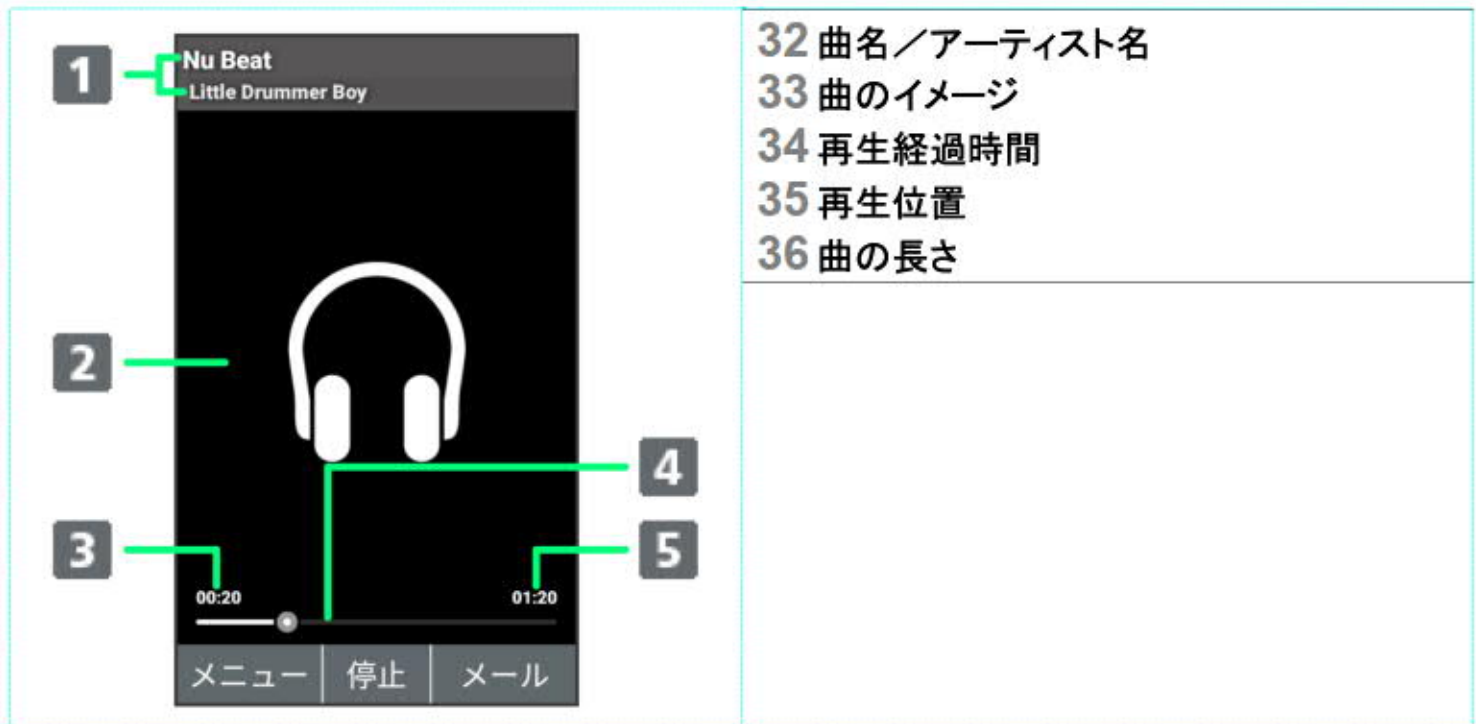 1
Nu Beat
Little Drummer Boy
2
4
3
5
00:20 01:20
メニュー 停止 メール
32 曲名／アーティスト名
33 曲のイメージ
34 再生経過時間
35 再生位置
36 曲の長さ